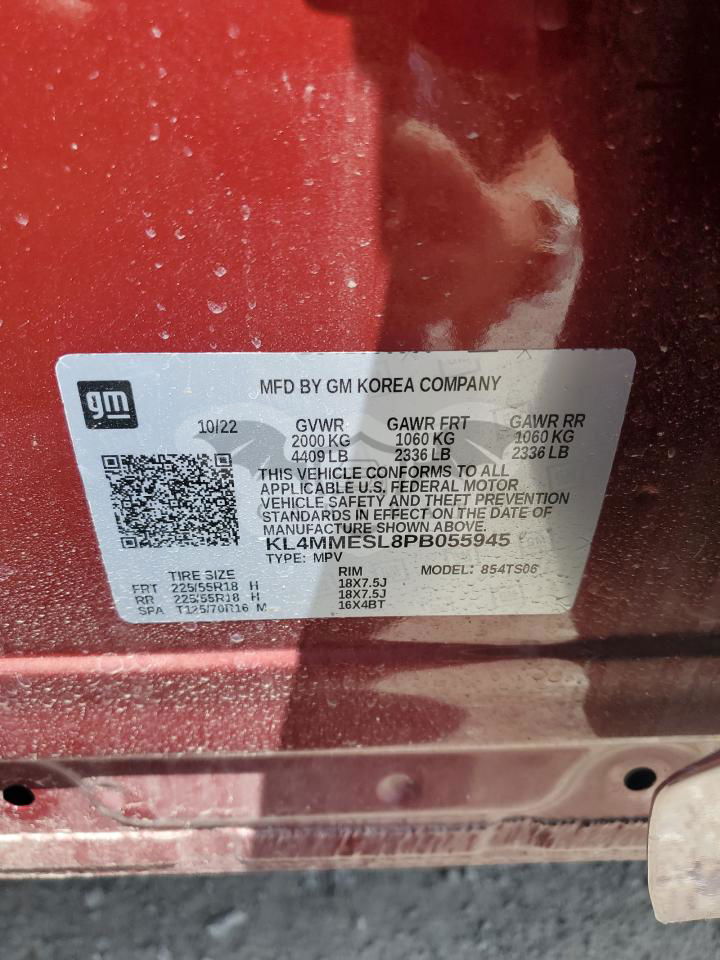 gm
MFD BY GM KOREA COMPANY
10/22
GVWR GAWR FRT GAWR RR
2000 KG 1060 KG 1060 KG
4409 LB 2336 LB 2336 LB
THIS VEHICLE CONFORMS TO ALL
APPLICABLE U.S. FEDERAL MOTOR
VEHICLE SAFETY AND THEFT PREVENTION
STANDARDS IN EFFECT ON THE DATE OF
MANUFACTURE SHOWN ABOVE.
KL4MMESL8PB055945
TYPE: MPV
MODEL: 854TS06
TIRE SIZE RIM
FRT 225/55R18 H 18X7.5J
RR 225/55R18 H 18X7.5J
SPA T125/70R16 M 16X4BT